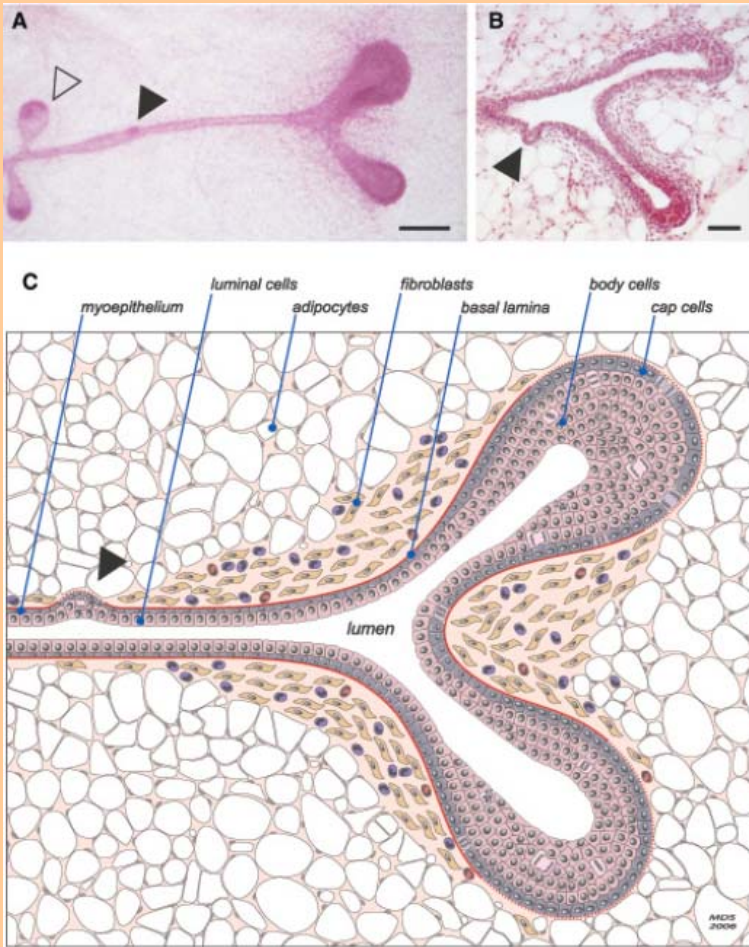 A
B
C
luminal cells
fibroblasts
body cells
myoepithelium
adipocytes
basal lamina
cap cells
lumen
MDS
2006